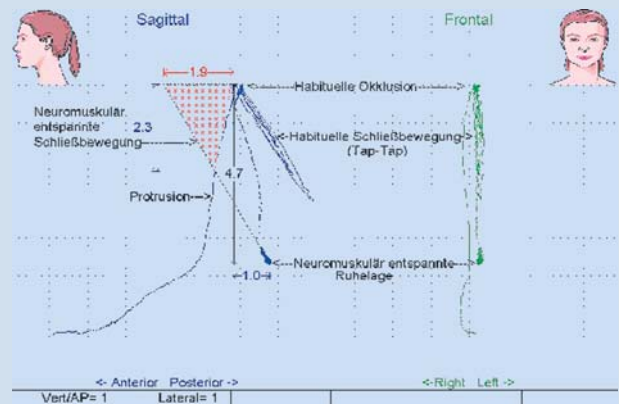 Sagittal
Frontal
1.9
Habituelle Okklusion
Neuromuskulär
entspannte
Schließbewegung
2.3
Habituelle Schließbewegung
(Tap-Tap)
4.7
Protrusion
Neuromuskulär entspannte
Ruhelage
1.0
<- Anterior Posterior ->
<-Right Left->
Vert/AP= 1 Lateral= 1